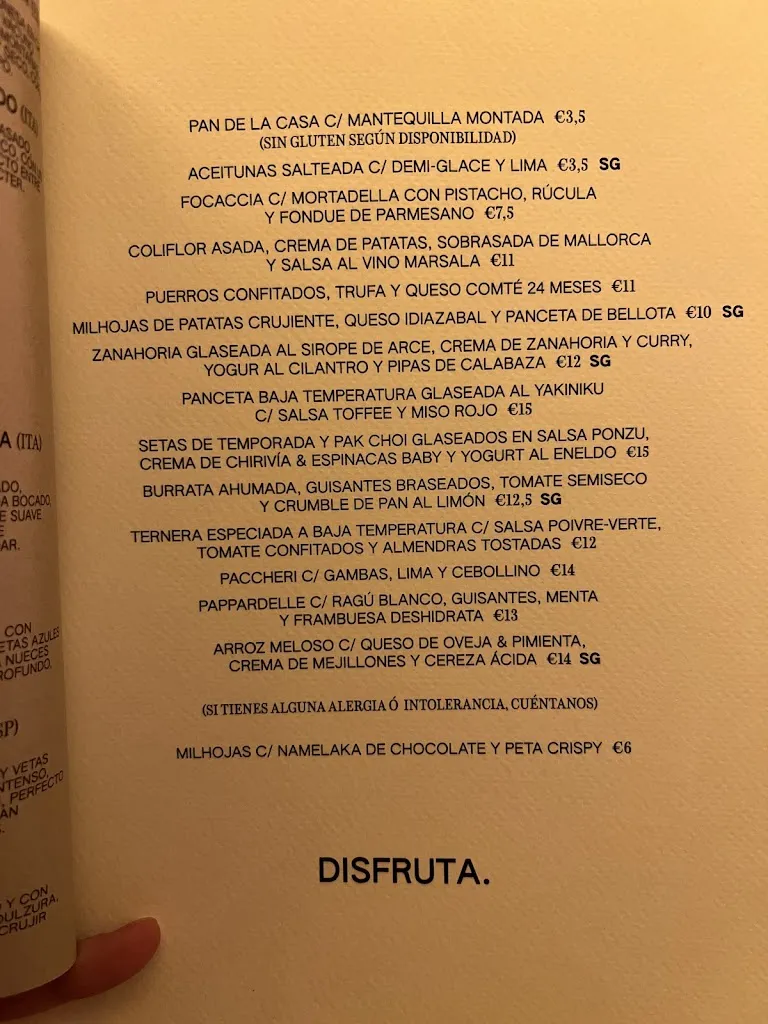 PAN DE LA CASA C/ MANTEQUILLA MONTADA €3,5
(SIN GLUTEN SEGÚN DISPONIBILIDAD)
ACEITUNAS SALTEADA C/ DEMI-GLACE Y LIMA €3,5 SG
FOCACCIA C/ MORTADELLA CON PISTACHO, RÚCULA
Y FONDUE DE PARMESANO €7,5
COLIFLOR ASADA, CREMA DE PATATAS, SOBRASADA DE MALLORCA
Y SALSA AL VINO MARSALA €11
PUERROS CONFITADOS, TRUFA Y QUESO COMTÉ 24 MESES €11
MILHOJAS DE PATATAS CRUJIENTE, QUESO IDIAZABAL Y PANCETA DE BELLOTA €10 SG
ZANAHORIA GLASEADA AL SIROPE DE ARCE, CREMA DE ZANAHORIA Y CURRY,
YOGUR AL CILANTRO Y PIPAS DE CALABAZA €12 SG
PANCETA BAJA TEMPERATURA GLASEADA AL YAKINIKU
C/ SALSA TOFFEE Y MISO ROJO €15
SETAS DE TEMPORADA Y PAK CHOI GLASEADOS EN SALSA PONZU,
CREMA DE CHIRIVÍA & ESPINACAS BABY Y YOGURT AL ENELDO €15
BURRATA AHUMADA, GUISANTES BRASEADOS, TOMATE SEMISECO
Y CRUMBLE DE PAN AL LIMÓN €12,5 SG
TERNERA ESPECIADA A BAJA TEMPERATURA C/ SALSA POIVRE-VERTE,
TOMATE CONFITADOS Y ALMENDRAS TOSTADAS €12
PACCHERI C/ GAMBAS, LIMA Y CEBOLLINO €14
PAPPARDELLE C/ RAGÚ BLANCO, GUISANTES, MENTA
Y FRAMBUESA DESHIDRATA €13
ARROZ MELOSO C/ QUESO DE OVEJA & PIMIENTA,
CREMA DE MEJILLONES Y CEREZA ÁCIDA €14 SG
(SI TIENES ALGUNA ALERGIA Ó INTOLERANCIA, CUÉNTANOS)
MILHOJAS C/ NAMELAKA DE CHOCOLATE Y PETA CRISPY €6
DISFRUTA.
(ITA)
BOCADO,
SUAVE
CON
AZULES
NUECES
Y VETAS
PERFECTO
Y CON